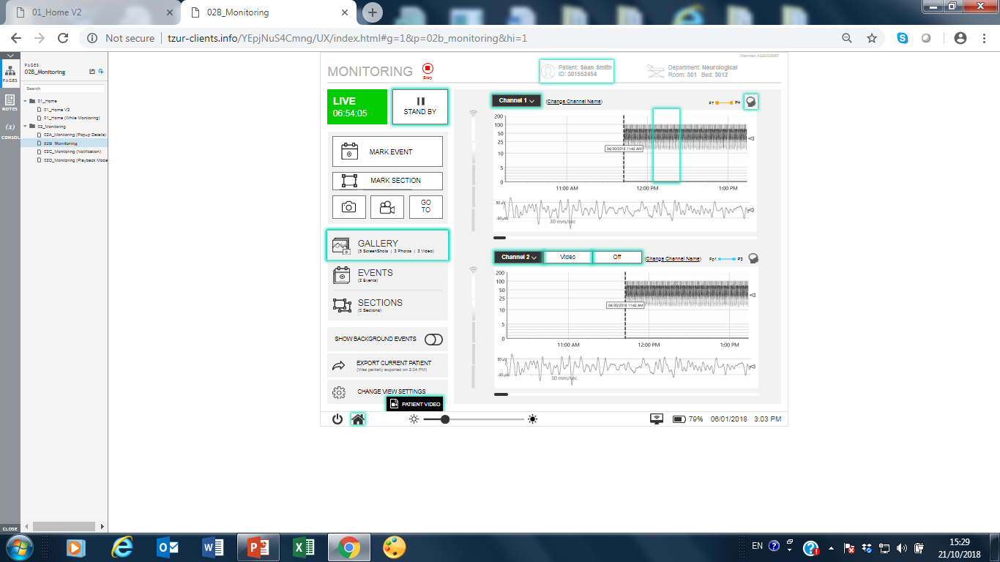 01_Home V2
02B_Monitoring
Not secure
tzur-clients.info/YEpjNuS4Cmng/UX/index.html#g=1&p=02b_monitoring&hi=1
PAGES
NOTES
(x)
CONSOL
CLOSE
PAGES
02B_Monitoring
Search
01_Home
01_Home V2
01_Home (While Monitoring)
02_Monitoring
02A_Monitoring (Popup Details)
02B_Monitoring
02C_Monitoring (Notification)
02D_Monitoring (Playback Mode
MONITORING
Stop
Patient: Sean Smith
ID: 301552454
Department: Neurological
Room: 301 Bed: 3012
LIVE
06:54:05
STAND BY
MARK EVENT
MARK SECTION
GO
TO
GALLERY
(5 ScreenShots | 3 Photos | 3 Video)
EVENTS
(2 Events)
SECTIONS
(0 Sections)
SHOW BACKGROUND EVENTS
EXPORT CURRENT PATIENT
(Was partially exported on 2:04 PM)
CHANGE VIEW SETTINGS
PATIENT VIDEO
Channel 1
(Change Channel Name)
F7
P4
200
100
50
25
10
5
0
04/30/2018 11:42 AM
11:00 AM
12:00 PM
1:00 PM
50 µV
-50 µV
30 mm/sec
Channel 2
Video
Off
(Change Channel Name)
Fp1
P3
200
100
50
25
10
5
0
04/30/2018 11:42 AM
11:00 AM
12:00 PM
1:00 PM
50 µV
-50 µV
30 mm/sec
79%
06/01/2018
3:03 PM
EN
15:29
21/10/2018